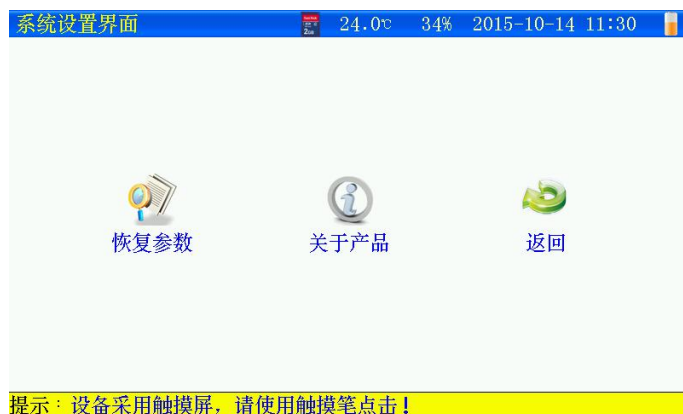 系统设置界面 24.0℃ 34% 2015-10-14 11:30
恢复参数 关于产品 返回
提示：设备采用触摸屏，请使用触摸笔点击！